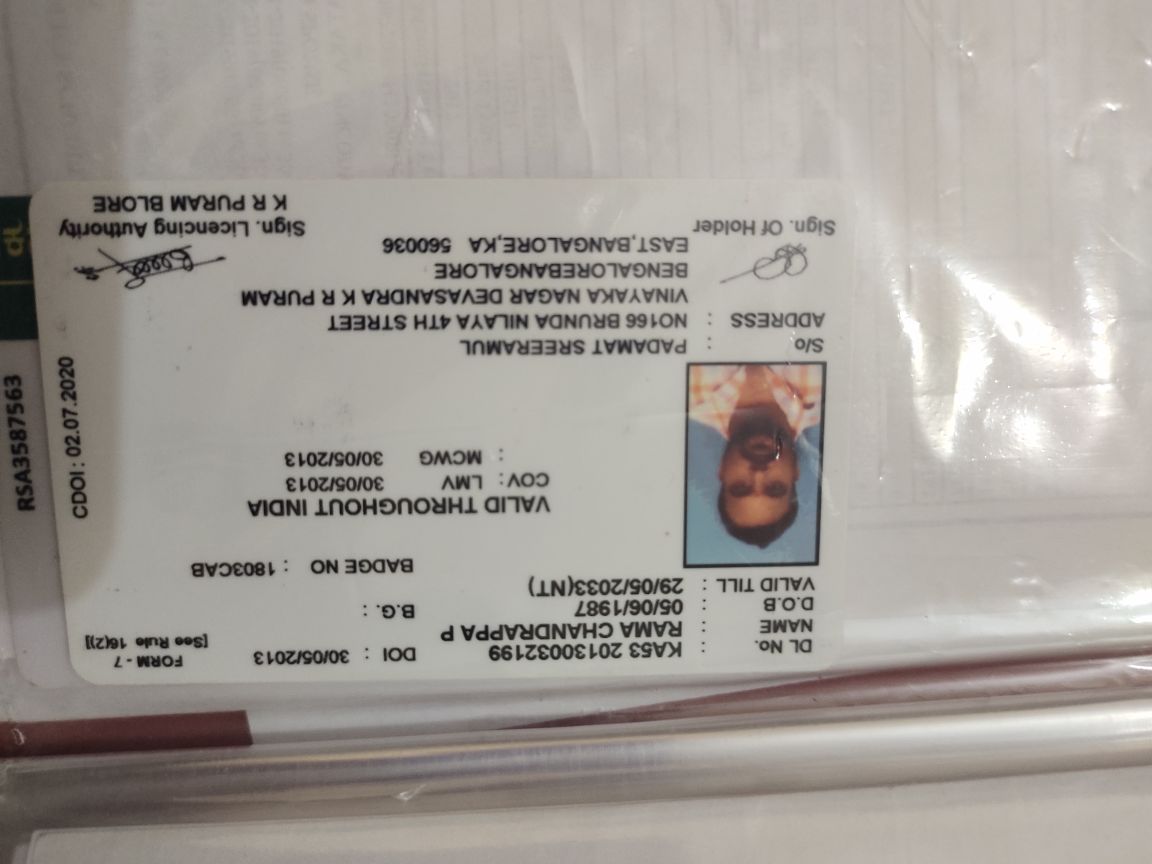 DL No. : KA53 20130032199 DOI : 30/05/2013 FORM - 7
NAME : RAMA CHANDRAPPA P [See Rule 16(2)]
D.O.B : 05/06/1987 B.G. :
VALID TILL : 29/05/2033(NT)
BADGE NO : 1803CAB
VALID THROUGHOUT INDIA
COV : LMV 30/05/2013
: MCWG 30/05/2013
S/o : PADAMAT SREERAMUL
ADDRESS : NO166 BRUNDA NILAYA 4TH STREET
VINAYAKA NAGAR DEVASANDRA K R PURAM
BENGALOREBANGALORE
EAST,BANGALORE,KA 560036
Sign. Of Holder
Sign. Licencing Authority
K R PURAM BLORE
CDOI : 02.07.2020
RSA3587563